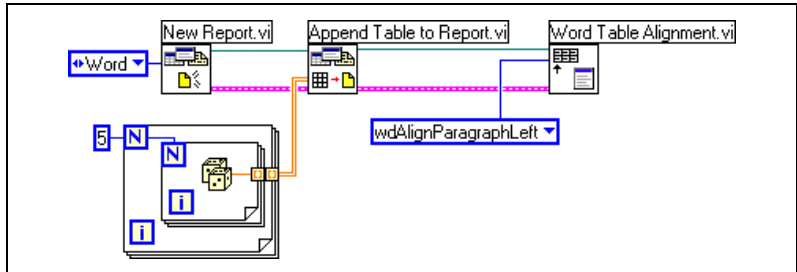 New Report.vi
Append Table to Report.vi
Word Table Alignment.vi
Word
wdAlignParagraphLeft
5
N
N
i
i